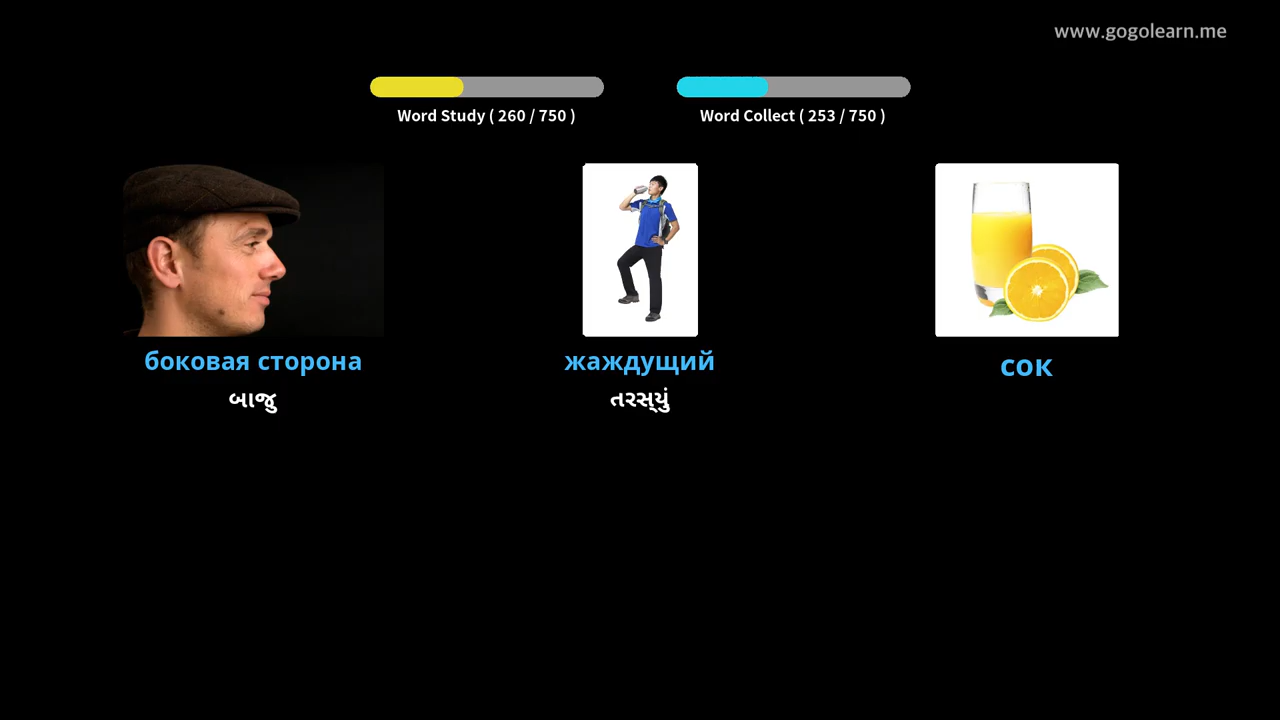 www.gogolearn.me
Word Study ( 260 / 750 )
Word Collect ( 253 / 750 )
боковая сторона
жаждущий
сок
બાજુ
તરસ્યું